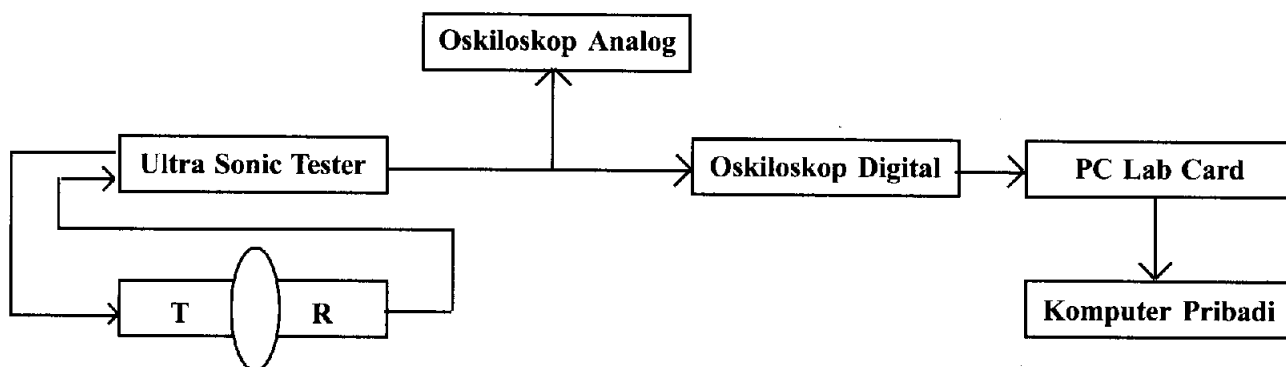 Oskiloskop Analog
Ultra Sonic Tester
Oskiloskop Digital
PC Lab Card
T
R
Komputer Pribadi